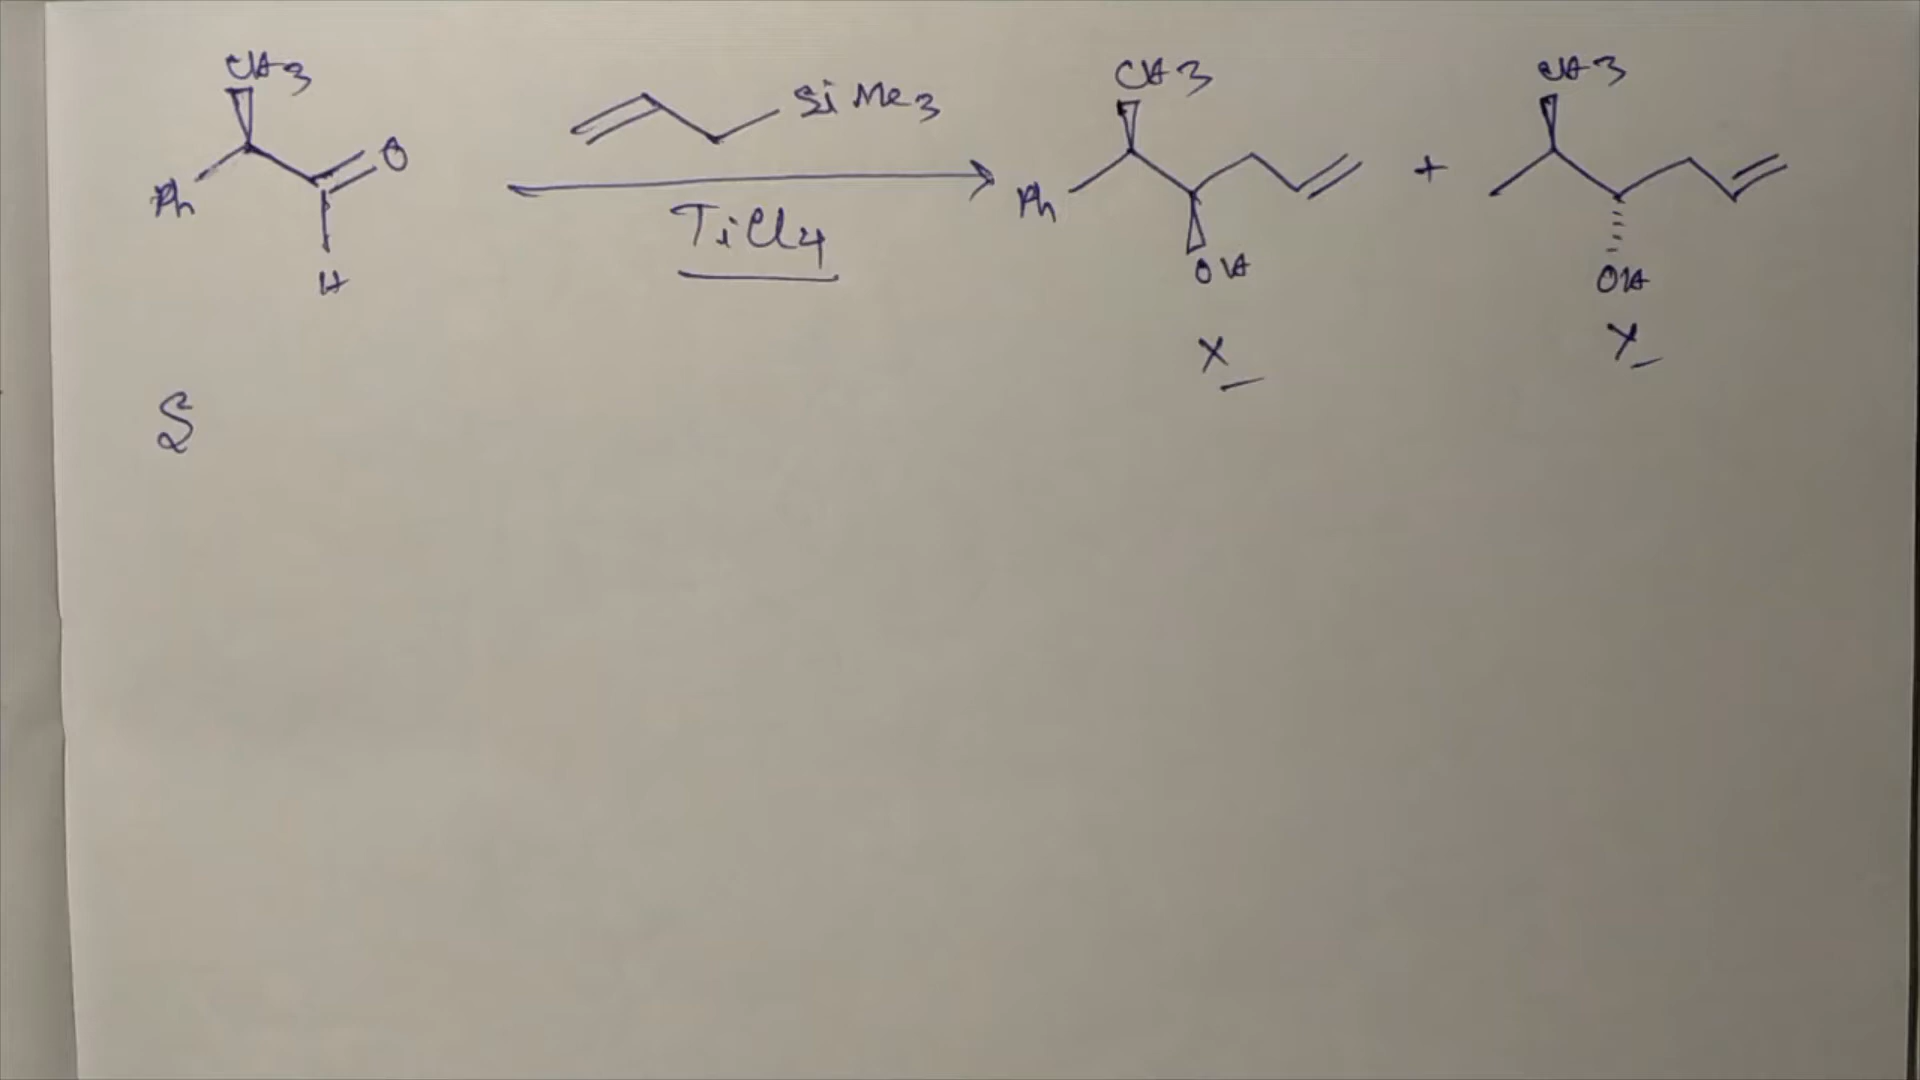 CH3 SiMe3 CH3 CH3
O
Ph TiCl4 Ph +
H OH OH
X Y
S